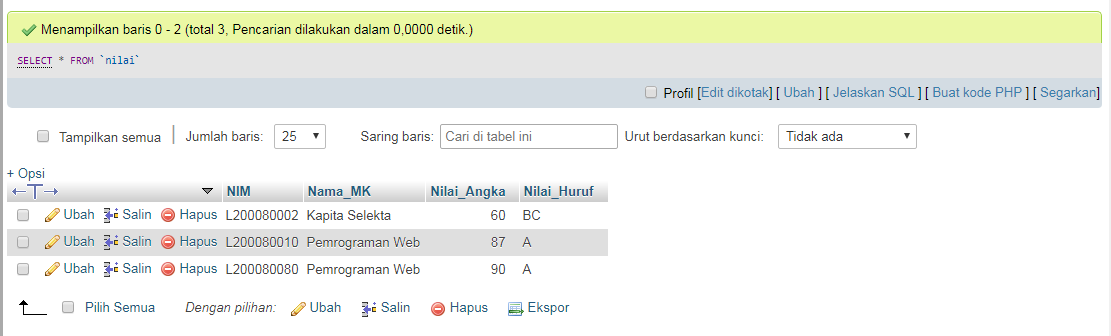 Menampilkan baris 0 - 2 (total 3, Pencarian dilakukan dalam 0,0000 detik.)
SELECT * FROM `nilai`
Profil [Edit dikotak] [ Ubah ] [ Jelaskan SQL ] [ Buat kode PHP ] [ Segarkan]
Tampilkan semua | Jumlah baris: 25 Saring baris: Cari di tabel ini Urut berdasarkan kunci: Tidak ada
+ Opsi
←T→ NIM Nama_MK Nilai_Angka Nilai_Huruf
Ubah Salin Hapus L200080002 Kapita Selekta 60 BC
Ubah Salin Hapus L200080010 Pemrograman Web 87 A
Ubah Salin Hapus L200080080 Pemrograman Web 90 A
Pilih Semua Dengan pilihan: Ubah Salin Hapus Ekspor